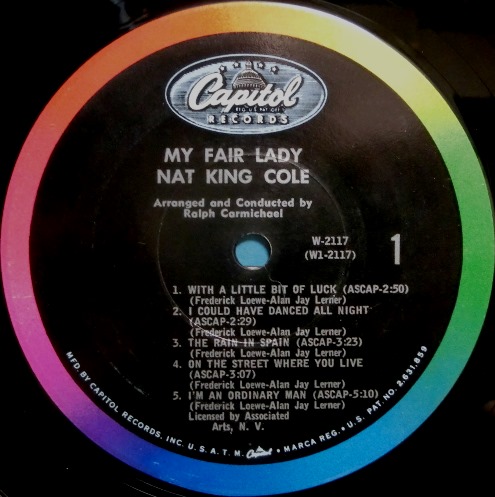 Capitol
REG. U.S. PAT. OFF.
RECORDS
MY FAIR LADY
NAT KING COLE
Arranged and Conducted by
Ralph Carmichael
W-2117
(W1-2117)
1
1. WITH A LITTLE BIT OF LUCK (ASCAP-2:50)
(Frederick Loewe-Alan Jay Lerner)
2. I COULD HAVE DANCED ALL NIGHT
(ASCAP-2:29)
(Frederick Loewe-Alan Jay Lerner)
3. THE RAIN IN SPAIN (ASCAP-3:23)
(Frederick Loewe-Alan Jay Lerner)
4. ON THE STREET WHERE YOU LIVE
(ASCAP-3:07)
(Frederick Loewe-Alan Jay Lerner)
5. I'M AN ORDINARY MAN (ASCAP-5:10)
(Frederick Loewe-Alan Jay Lerner)
Licensed by Associated
Arts, N. V.
MFD. BY CAPITOL RECORDS, INC. U. S. A. T. M. Capitol • MARCA REG. • U. S. PAT. NO. 2,631,859